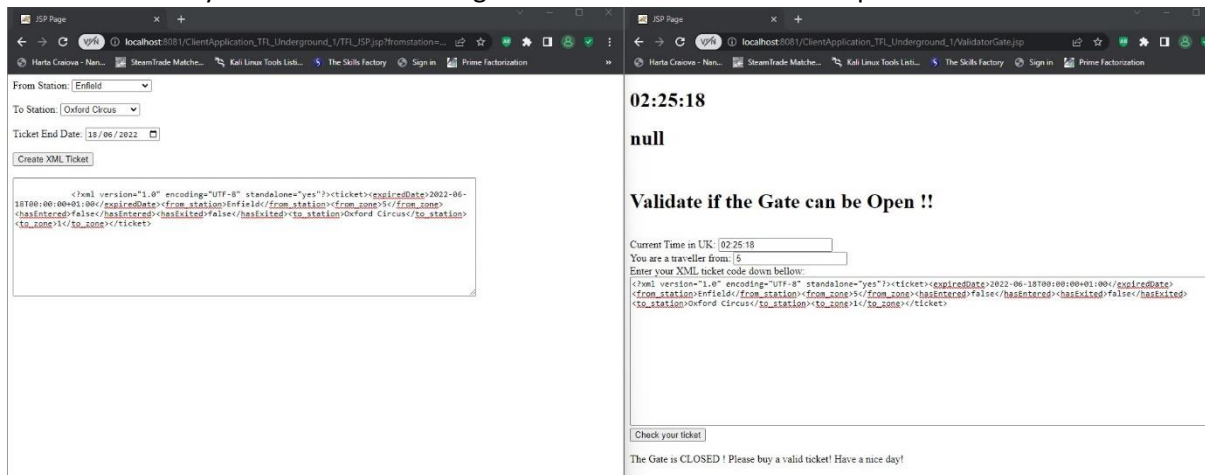 JSP Page
localhost:8081/ClientApplication_TFL_Underground_1/TFL_JSP.jsp?fromstation=...
Harta Craiova - Nan... SteamTrade Matche... Kali Linux Tools Listi... The Skills Factory Sign in Prime Factorization
From Station: Enfield
To Station: Oxford Circus
Ticket End Date: 18/06/2022
Create XML Ticket
<?xml version="1.0" encoding="UTF-8" standalone="yes"?><ticket><expiredDate>2022-06-
18T00:00:00+01:00</expiredDate><from_station>Enfield</from_station><from_zone>5</from_zone>
<hasEntered>false</hasEntered><hasExited>false</hasExited><to_station>Oxford Circus</to_station>
<to_zone>1</to_zone></ticket>
JSP Page
localhost:8081/ClientApplication_TFL_Underground_1/ValidatorGate.jsp
Harta Craiova - Nan... SteamTrade Matche... Kali Linux Tools Listi... The Skills Factory Sign in Prime Factorization
02:25:18
null
Validate if the Gate can be Open !!
Current Time in UK: 02:25:18
You are a traveller from: 5
Enter your XML ticket code down bellow:
<?xml version="1.0" encoding="UTF-8" standalone="yes"?><ticket><expiredDate>2022-06-18T00:00:00+01:00</expiredDate>
<from_station>Enfield</from_station><from_zone>5</from_zone><hasEntered>false</hasEntered><hasExited>false</hasExited>
<to_station>Oxford Circus</to_station><to_zone>1</to_zone></ticket>
Check your ticket
The Gate is CLOSED ! Please buy a valid ticket! Have a nice day!